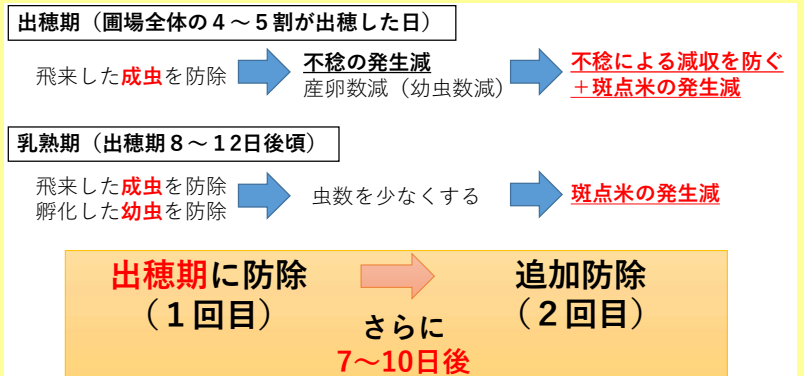 出穂期（圃場全体の４～５割が出穂した日）
飛来した成虫を防除
不稔の発生減
産卵数減（幼虫数減）
不稔による減収を防ぐ
＋斑点米の発生減
乳熟期（出穂期８～１２日後頃）
飛来した成虫を防除
孵化した幼虫を防除
虫数を少なくする
斑点米の発生減
出穂期に防除
（１回目）
さらに
7～10日後
追加防除
（２回目）